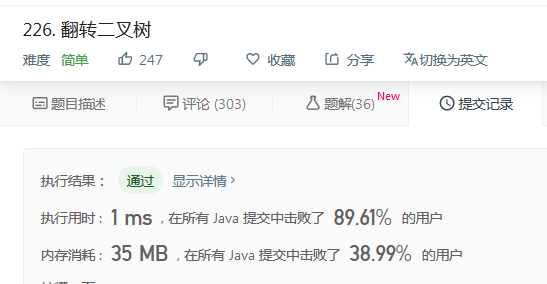 226. 翻转二叉树
难度 简单 247 收藏 分享 切换为英文
题目描述 评论 (303) 题解(36) New 提交记录
执行结果： 通过 显示详情 ›
执行用时 : 1 ms , 在所有 Java 提交中击败了 89.61% 的用户
内存消耗 : 35 MB , 在所有 Java 提交中击败了 38.99% 的用户